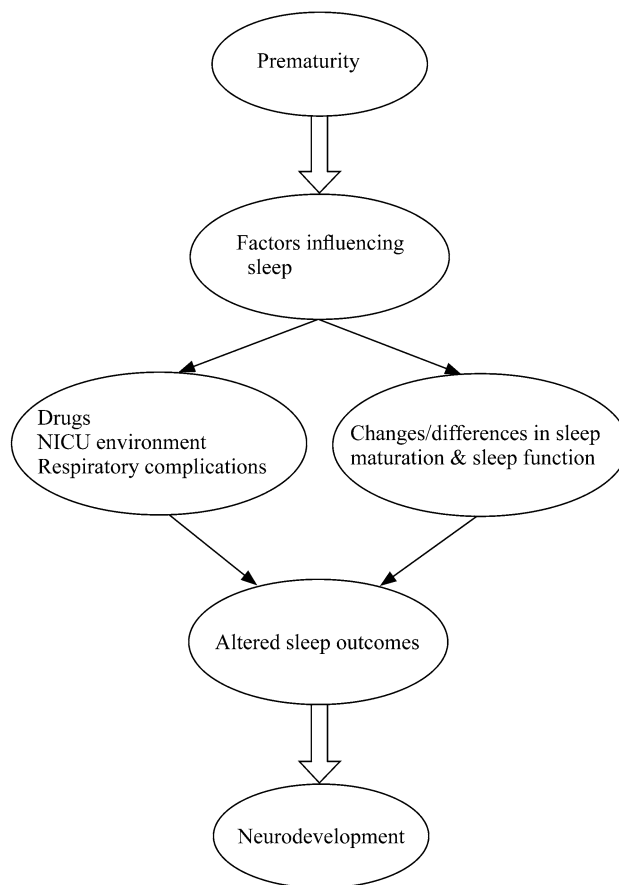 Prematurity
Factors influencing
sleep
Drugs
NICU environment
Respiratory complications
Changes/differences in sleep
maturation & sleep function
Altered sleep outcomes
Neurodevelopment